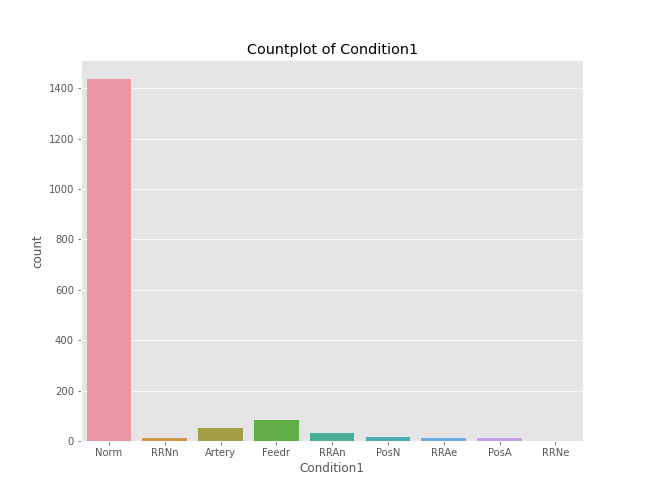 Countplot of Condition1
count
1400
1200
1000
800
600
400
200
0
Norm RRNn Artery Feedr RRAn PosN RRAe PosA RRNe
Condition1